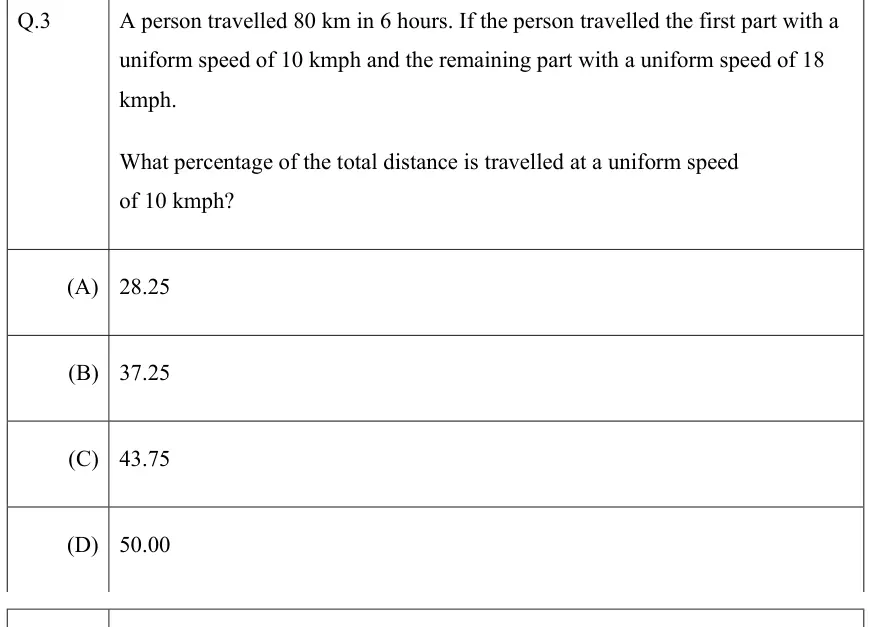 Q.3 A person travelled 80 km in 6 hours. If the person travelled the first part with a
uniform speed of 10 kmph and the remaining part with a uniform speed of 18
kmph.
What percentage of the total distance is travelled at a uniform speed
of 10 kmph?
(A) 28.25
(B) 37.25
(C) 43.75
(D) 50.00